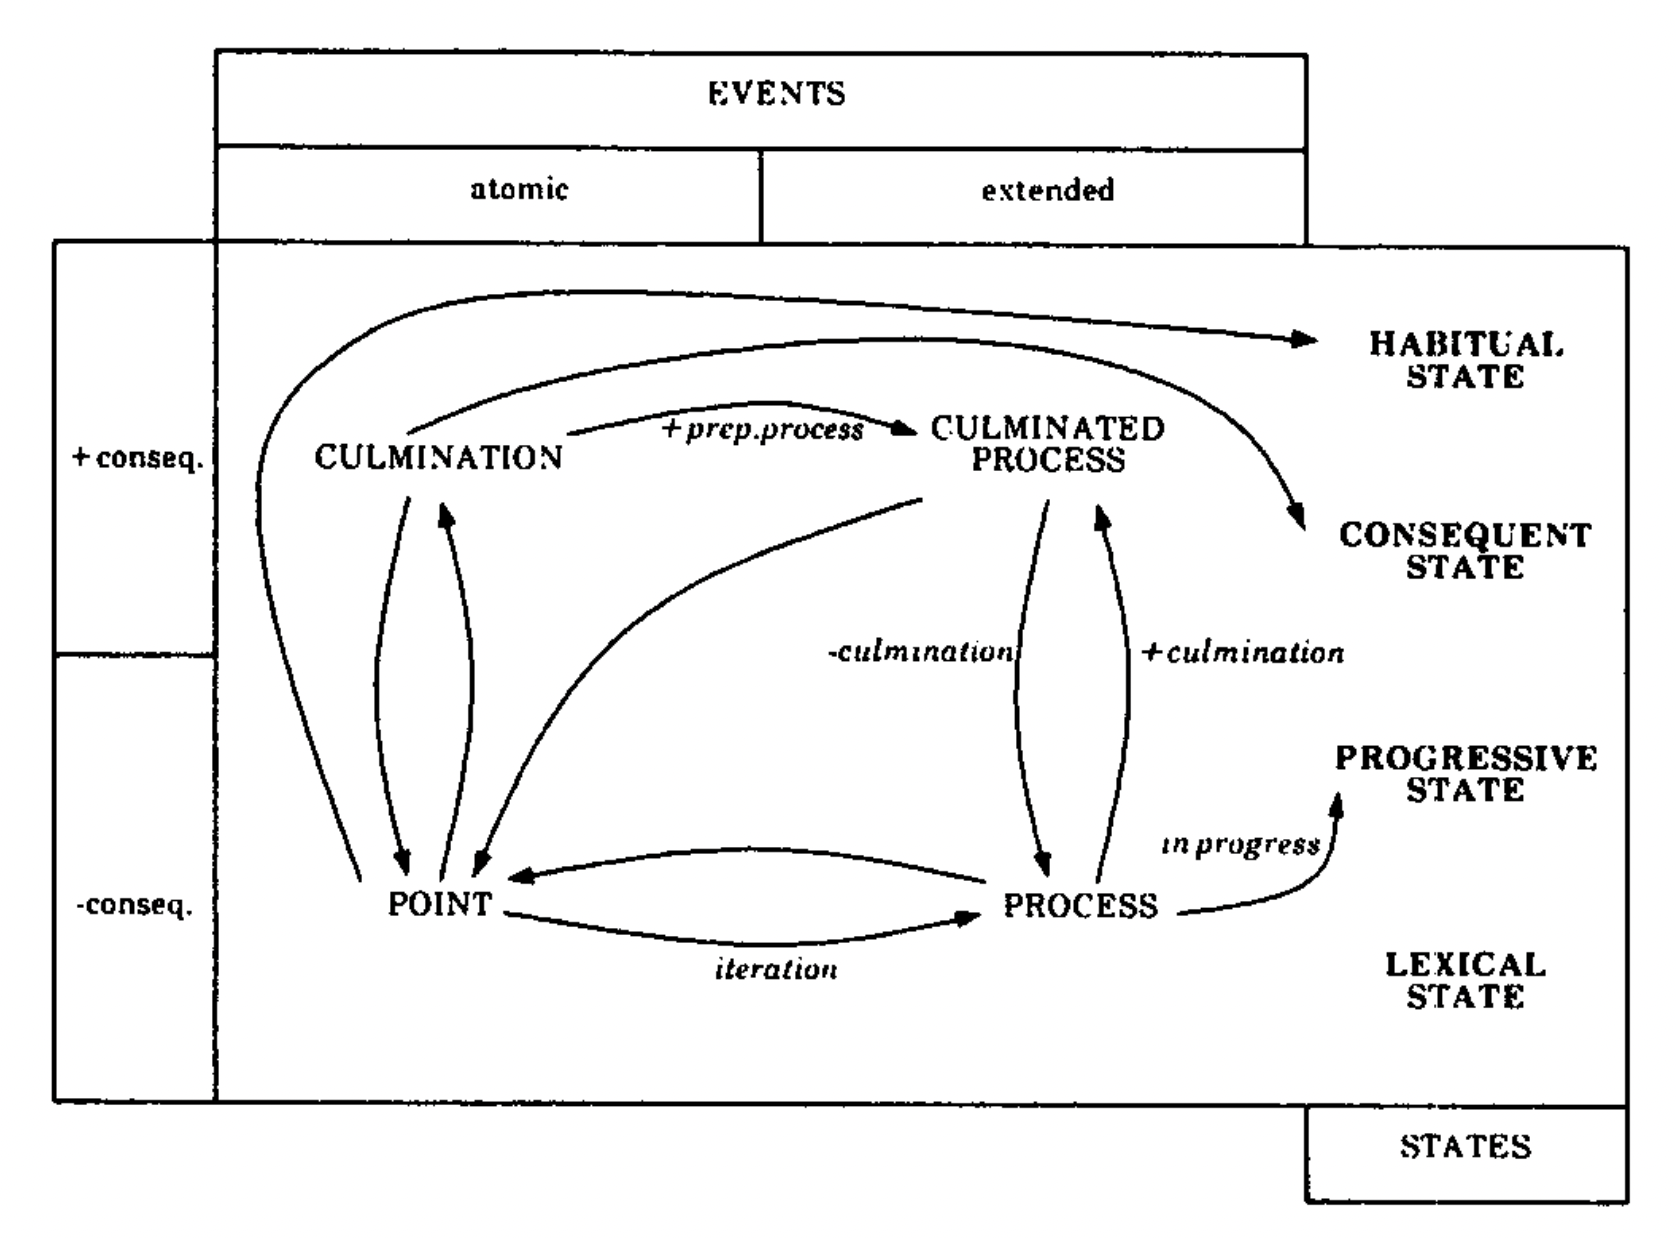 EVENTS
atomic
extended
HABITUAL
STATE
+prep.process
CULMINATED
PROCESS
+conseq.
CULMINATION
CONSEQUENT
STATE
-culmination
+culmination
PROGRESSIVE
STATE
in progress
-conseq.
POINT
PROCESS
iteration
LEXICAL
STATE
STATES